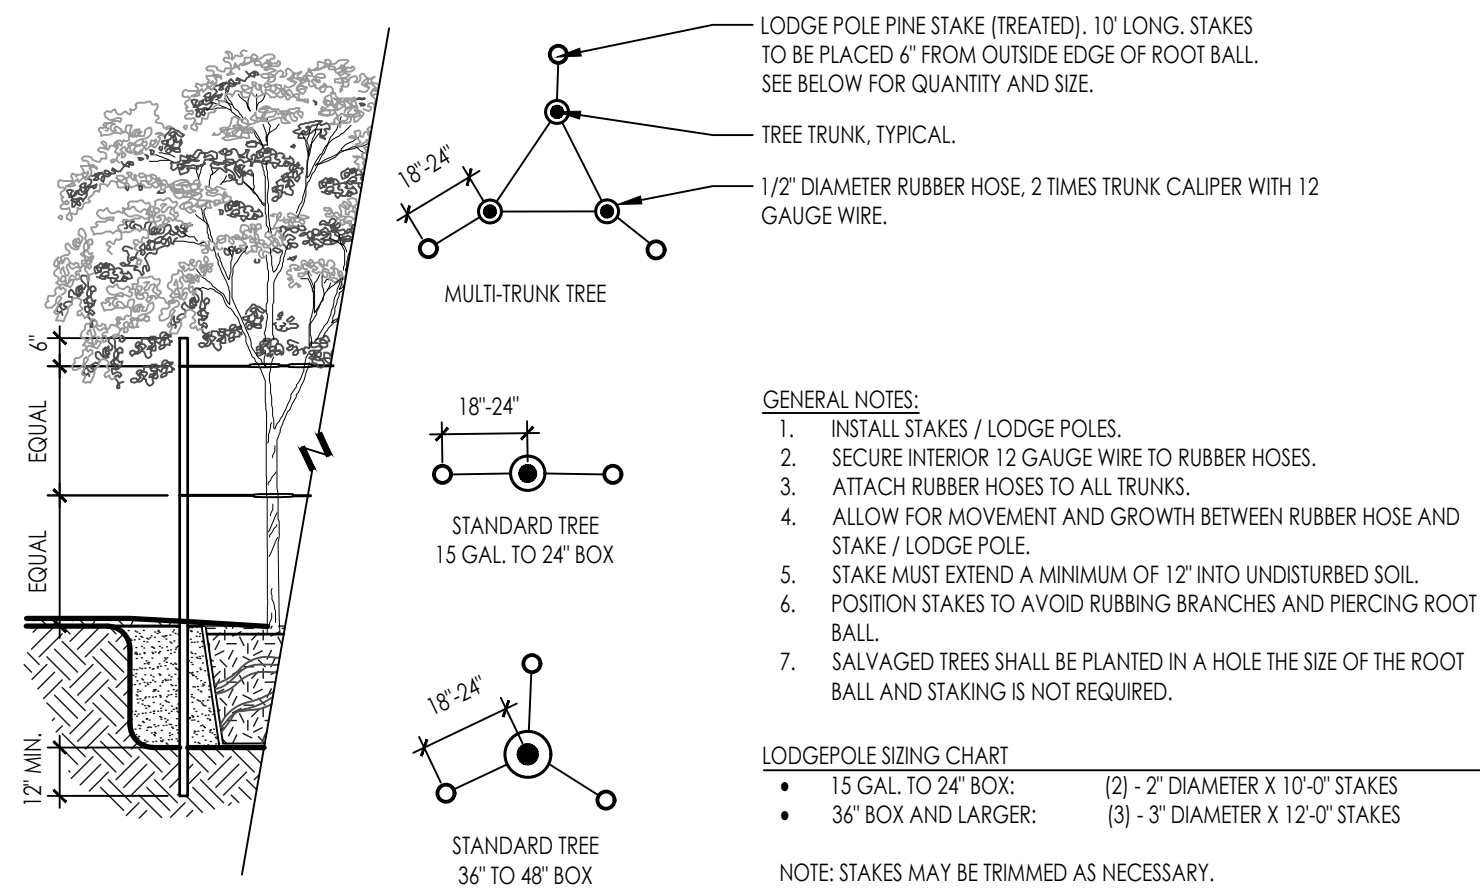 LODGE POLE PINE STAKE (TREATED). 10' LONG. STAKES
TO BE PLACED 6" FROM OUTSIDE EDGE OF ROOT BALL.
SEE BELOW FOR QUANTITY AND SIZE.
TREE TRUNK, TYPICAL.
1/2" DIAMETER RUBBER HOSE, 2 TIMES TRUNK CALIPER WITH 12
GAUGE WIRE.
18"-24"
MULTI-TRUNK TREE
6"
EQUAL
EQUAL
12" MIN.
18"-24"
STANDARD TREE
15 GAL. TO 24" BOX
18"-24"
STANDARD TREE
36" TO 48" BOX
GENERAL NOTES:
1. INSTALL STAKES / LODGE POLES.
2. SECURE INTERIOR 12 GAUGE WIRE TO RUBBER HOSES.
3. ATTACH RUBBER HOSES TO ALL TRUNKS.
4. ALLOW FOR MOVEMENT AND GROWTH BETWEEN RUBBER HOSE AND
STAKE / LODGE POLE.
5. STAKE MUST EXTEND A MINIMUM OF 12" INTO UNDISTURBED SOIL.
6. POSITION STAKES TO AVOID RUBBING BRANCHES AND PIERCING ROOT
BALL.
7. SALVAGED TREES SHALL BE PLANTED IN A HOLE THE SIZE OF THE ROOT
BALL AND STAKING IS NOT REQUIRED.
LODGEPOLE SIZING CHART
• 15 GAL. TO 24" BOX: (2) - 2" DIAMETER X 10'-0" STAKES
• 36" BOX AND LARGER: (3) - 3" DIAMETER X 12'-0" STAKES
NOTE: STAKES MAY BE TRIMMED AS NECESSARY.